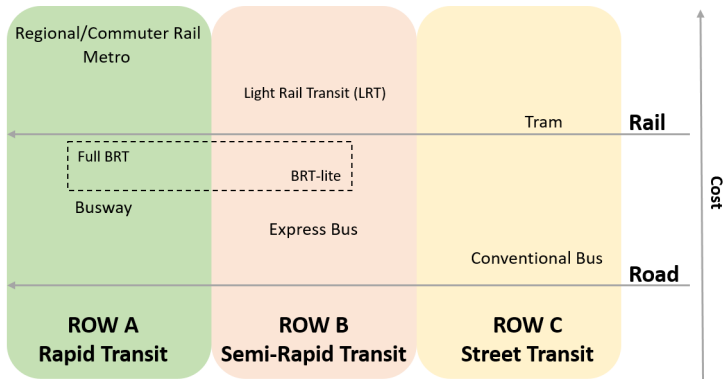 Regional/Commuter Rail
Metro
Light Rail Transit (LRT)
Tram
Rail
Full BRT
BRT-lite
Busway
Express Bus
Conventional Bus
Road
Cost
ROW A
Rapid Transit
ROW B
Semi-Rapid Transit
ROW C
Street Transit